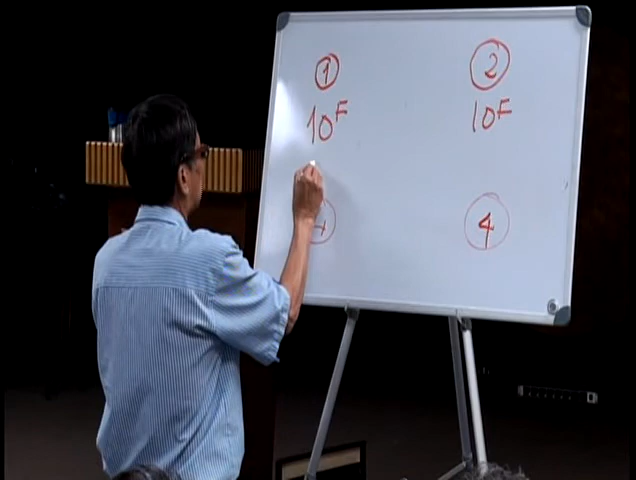 ① ②
10ᶠ 10ᶠ
④